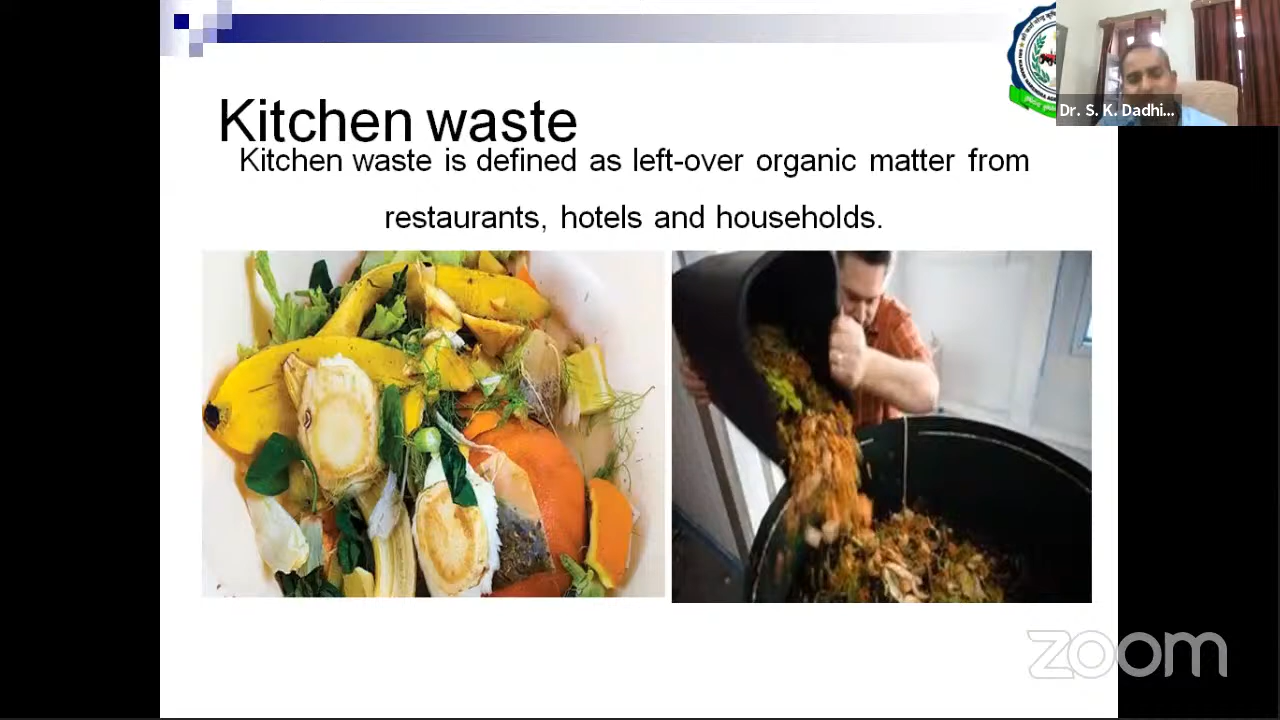 Kitchen waste
Kitchen waste is defined as left-over organic matter from
restaurants, hotels and households.
Dr. S. K. Dadhi...
zoom